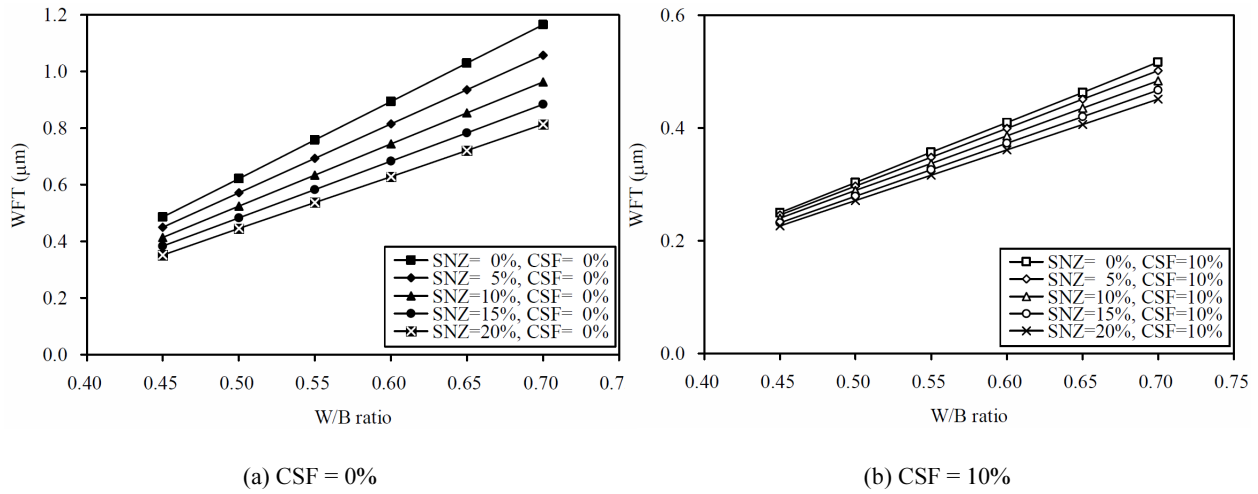 1.2
1.0
0.8
0.6
0.4
0.2
0.0
WFT (μm)
SNZ=  0%, CSF=  0%
SNZ=  5%, CSF=  0%
SNZ=10%, CSF=  0%
SNZ=15%, CSF=  0%
SNZ=20%, CSF=  0%
0.40 0.45 0.50 0.55 0.60 0.65 0.70 0.7
W/B ratio
(a) CSF = 0%
0.6
0.4
0.2
0.0
WFT (μm)
SNZ=  0%, CSF=10%
SNZ=  5%, CSF=10%
SNZ=10%, CSF=10%
SNZ=15%, CSF=10%
SNZ=20%, CSF=10%
0.40 0.45 0.50 0.55 0.60 0.65 0.70 0.75
W/B ratio
(b) CSF = 10%